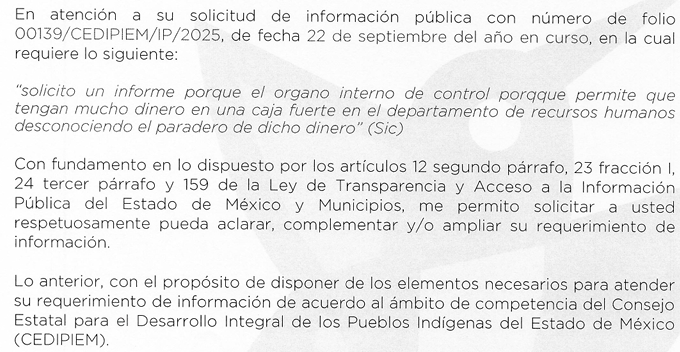 En atención a su solicitud de información pública con número de folio
00139/CEDIPIEM/IP/2025, de fecha 22 de septiembre del año en curso, en la cual
requiere lo siguiente:
“solicito un informe porque el organo interno de control porqque permite que
tengan mucho dinero en una caja fuerte en el departamento de recursos humanos
desconociendo el paradero de dicho dinero” (Sic)
Con fundamento en lo dispuesto por los artículos 12 segundo párrafo, 23 fracción I,
24 tercer párrafo y 159 de la Ley de Transparencia y Acceso a la Información
Pública del Estado de México y Municipios, me permito solicitar a usted
respetuosamente pueda aclarar, complementar y/o ampliar su requerimiento de
información.
Lo anterior, con el propósito de disponer de los elementos necesarios para atender
su requerimiento de información de acuerdo al ámbito de competencia del Consejo
Estatal para el Desarrollo Integral de los Pueblos Indígenas del Estado de México
(CEDIPIEM).